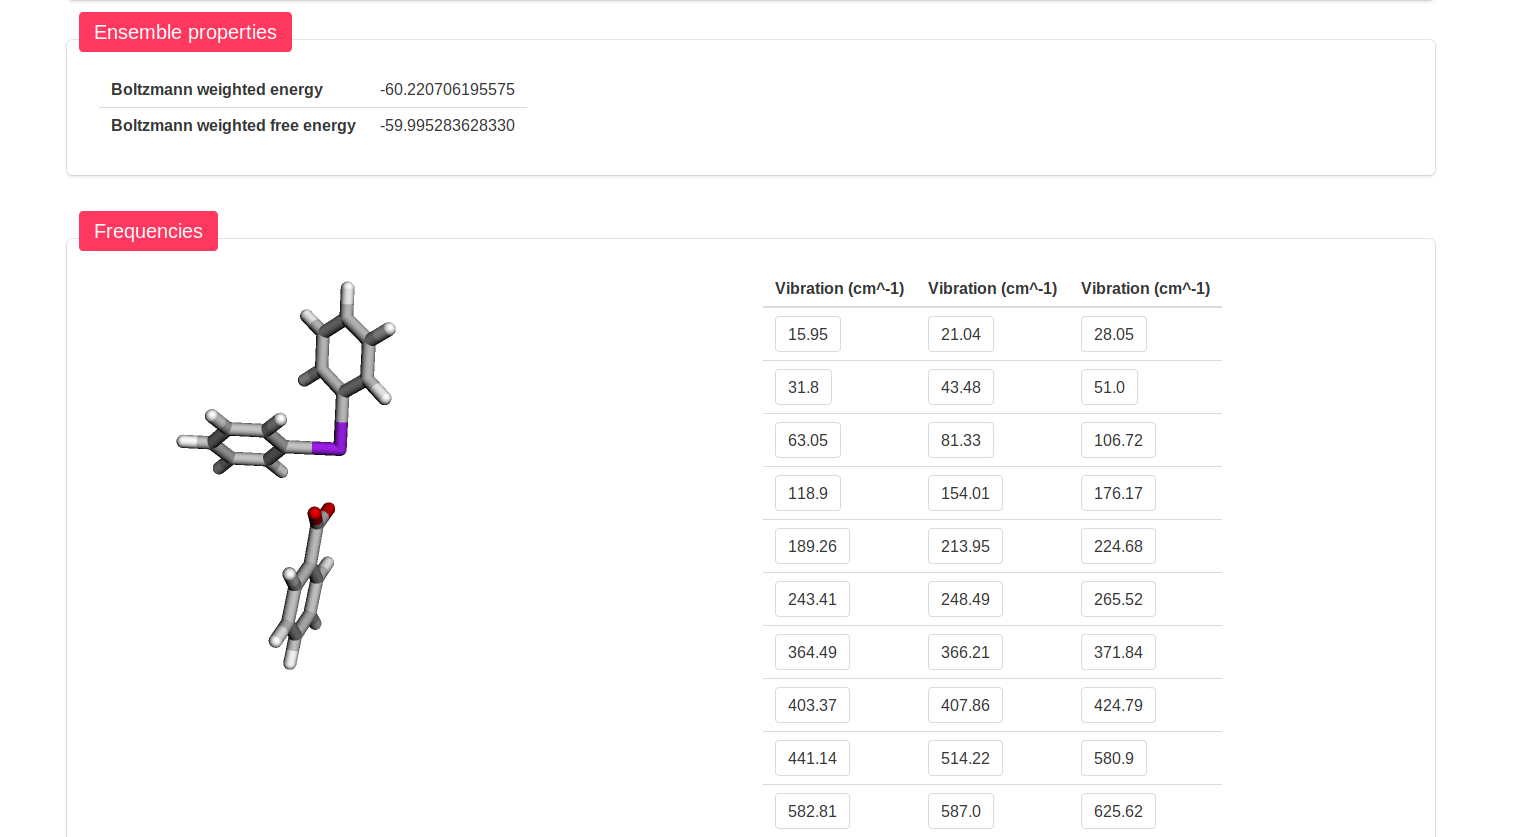 Ensemble properties
Boltzmann weighted energy -60.220706195575
Boltzmann weighted free energy -59.995283628330
Frequencies
Vibration (cm^-1) Vibration (cm^-1) Vibration (cm^-1)
15.95 21.04 28.05
31.8 43.48 51.0
63.05 81.33 106.72
118.9 154.01 176.17
189.26 213.95 224.68
243.41 248.49 265.52
364.49 366.21 371.84
403.37 407.86 424.79
441.14 514.22 580.9
582.81 587.0 625.62